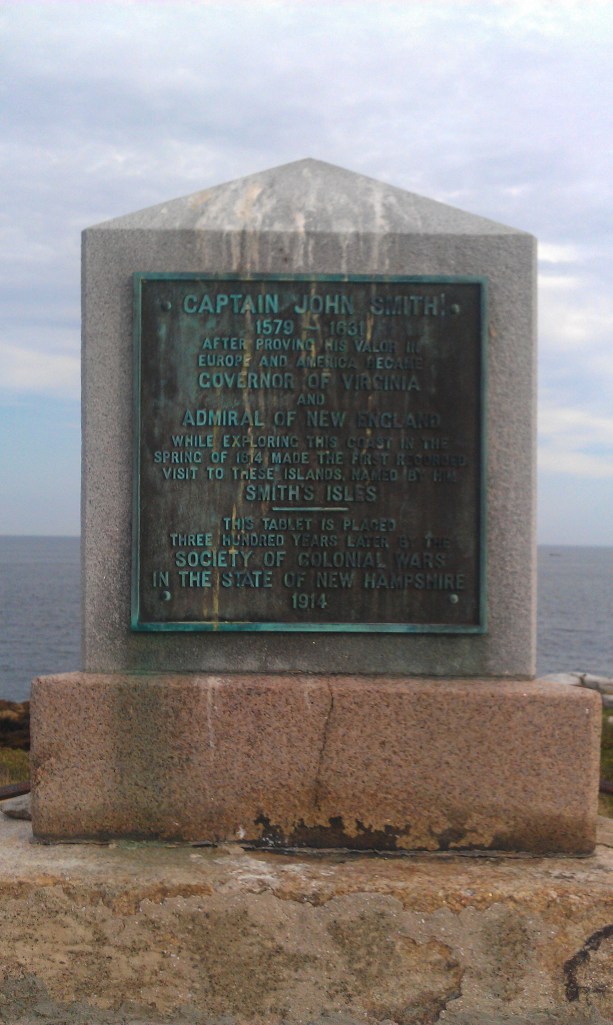 CAPTAIN JOHN SMITH
1579 – 1631
AFTER PROVING HIS VALOR IN
EUROPE AND AMERICA BECAME
GOVERNOR OF VIRGINIA
AND
ADMIRAL OF NEW ENGLAND
WHILE EXPLORING THIS COAST IN THE
SPRING OF 1614 MADE THE FIRST RECORDED
VISIT TO THESE ISLANDS, NAMED BY HIM
SMITH'S ISLES
THIS TABLET IS PLACED
THREE HUNDRED YEARS LATER BY THE
SOCIETY OF COLONIAL WARS
IN THE STATE OF NEW HAMPSHIRE
1914